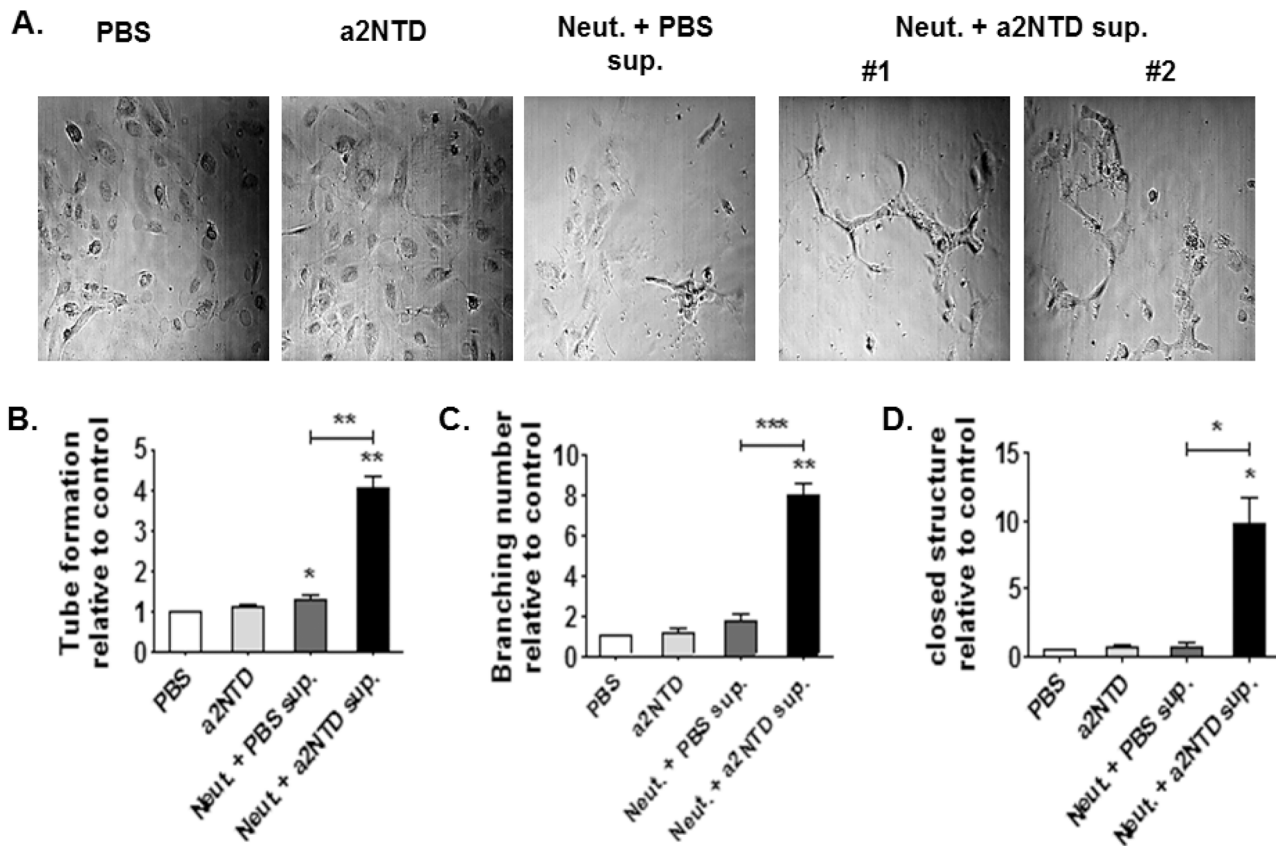 A.
PBS
a2NTD
Neut. + PBS
sup.
Neut. + a2NTD sup.
#1
#2
B.
Tube formation
relative to control
5
4
3
2
1
0
**
**
*
PBS
a2NTD
Neut. + PBS sup.
Neut. + a2NTD sup.
C.
Branching number
relative to control
10
8
6
4
2
0
***
**
PBS
a2NTD
Neut. + PBS sup.
Neut. + a2NTD sup.
D.
closed structure
relative to control
15
10
5
0
*
*
PBS
a2NTD
Neut. + PBS sup.
Neut. + a2NTD sup.